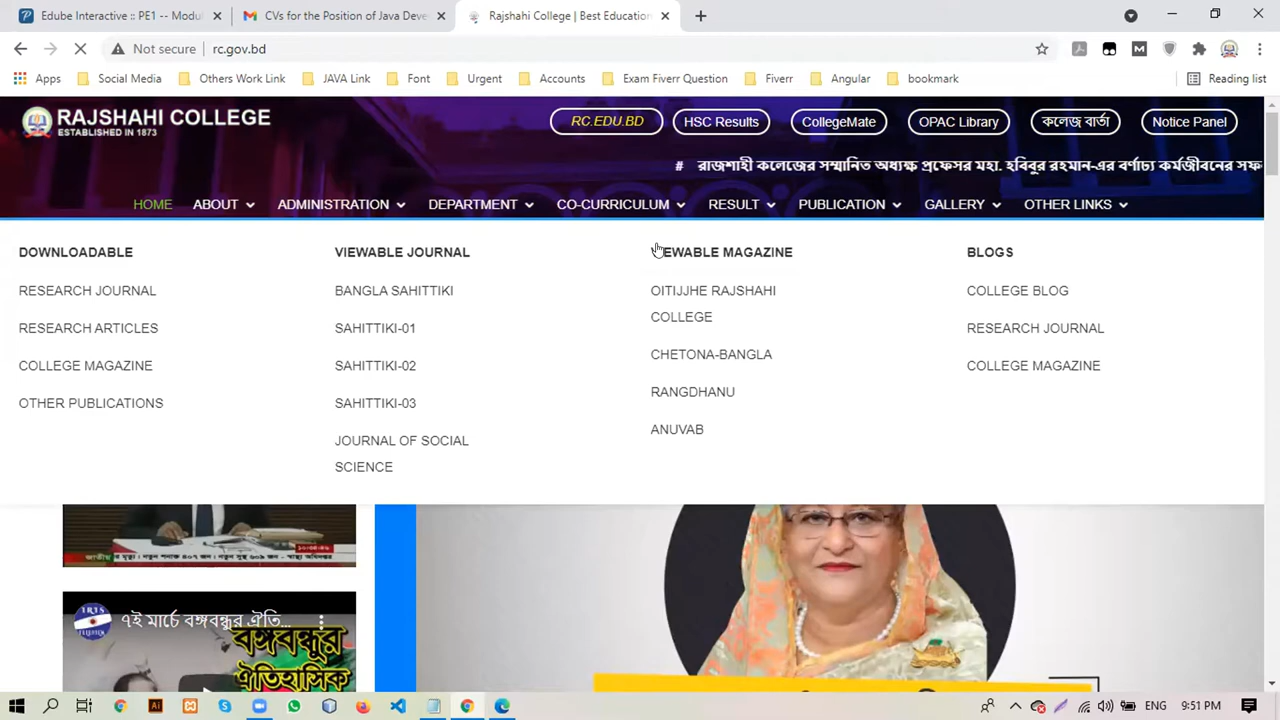 Edube Interactive :: PE1 -- Modul
CVs for the Position of Java Deve
Rajshahi College | Best Education
Not secure
rc.gov.bd
Apps
Social Media
Others Work Link
JAVA Link
Font
Urgent
Accounts
Exam Fiverr Question
Fiverr
Angular
bookmark
Reading list
RAJSHAHI COLLEGE
ESTABLISHED IN 1873
RC.EDU.BD
HSC Results
CollegeMate
OPAC Library
কলেজ বার্তা
Notice Panel
# রাজশাহী কলেজের সম্মানিত অধ্যক্ষ প্রফেসর মহা. হবিবুর রহমান-এর বর্ণাঢ্য কর্মজীবনের সফ
HOME
ABOUT
ADMINISTRATION
DEPARTMENT
CO-CURRICULUM
RESULT
PUBLICATION
GALLERY
OTHER LINKS
DOWNLOADABLE
RESEARCH JOURNAL
RESEARCH ARTICLES
COLLEGE MAGAZINE
OTHER PUBLICATIONS
VIEWABLE JOURNAL
BANGLA SAHITTIKI
SAHITTIKI-01
SAHITTIKI-02
SAHITTIKI-03
JOURNAL OF SOCIAL
SCIENCE
VIEWABLE MAGAZINE
OITIJJHE RAJSHAHI
COLLEGE
CHETONA-BANGLA
RANGDHANU
ANUVAB
BLOGS
COLLEGE BLOG
RESEARCH JOURNAL
COLLEGE MAGAZINE
জাতীয়
১০:৩৪:৪৬
৭ই মার্চে বঙ্গবন্ধুর ঐতি...
বঙ্গবন্ধুর
ঐতিহাসিক
ENG
9:51 PM